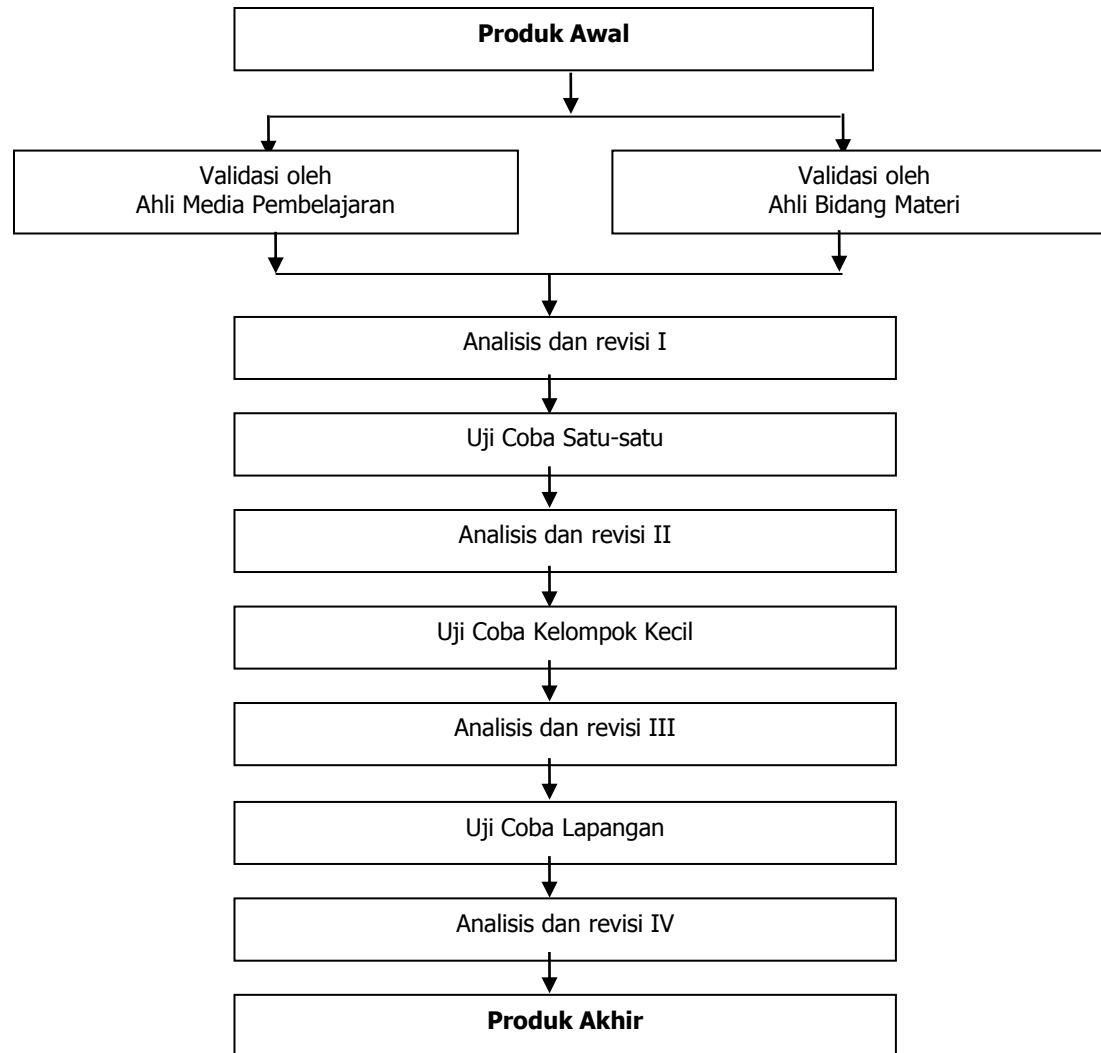 Produk Awal
Validasi oleh
Ahli Media Pembelajaran
Validasi oleh
Ahli Bidang Materi
Analisis dan revisi I
Uji Coba Satu-satu
Analisis dan revisi II
Uji Coba Kelompok Kecil
Analisis dan revisi III
Uji Coba Lapangan
Analisis dan revisi IV
Produk Akhir